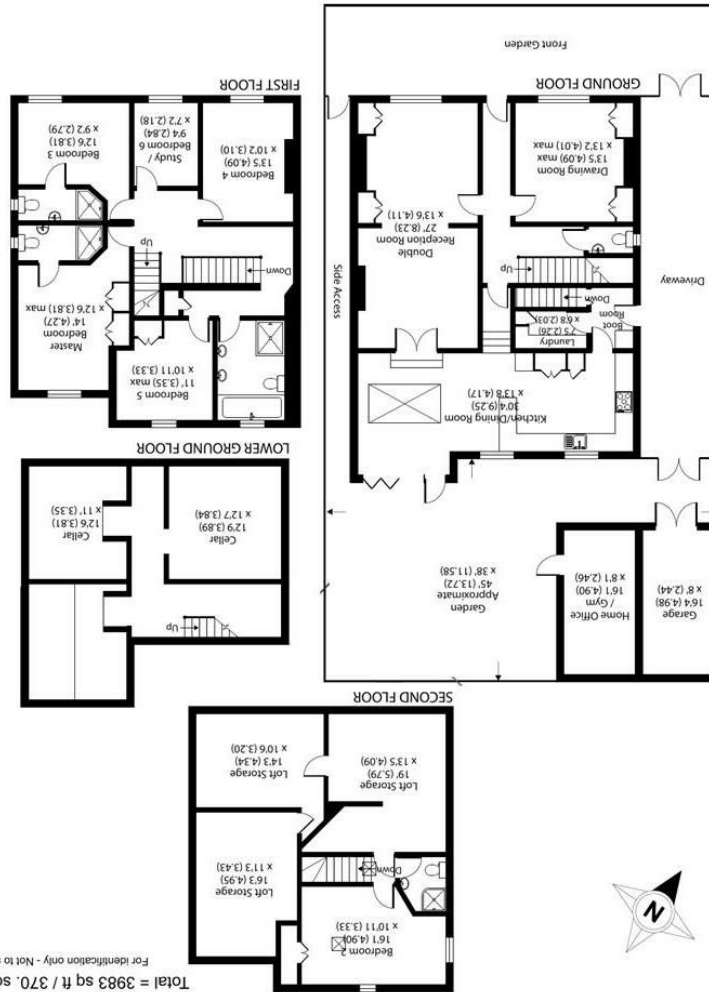 Total = 3983 sq ft / 370. sq
For identification only - Not to s
N
Bedroom 2
16'1 (4.90)
x 10'11 (3.33)
Down
Loft Storage
16'3 (4.95)
x 11'3 (3.43)
Loft Storage
19' (5.79)
x 13'5 (4.09)
Loft Storage
14'3 (4.34)
x 10'6 (3.20)
SECOND FLOOR
Garage
16'4 (4.98)
x 8' (2.44)
Home Office
/ Gym
16'1 (4.90)
x 8'1 (2.46)
Garden
Approximate
45' (13.72)
x 38' (11.58)
Up
Cellar
12'9 (3.89)
x 12'7 (3.84)
Cellar
12'6 (3.81)
x 11' (3.35)
LOWER GROUND FLOOR
Kitchen/Dining Room
30'4 (9.25)
x 13'8 (4.17)
Boot
Room
Laundry
7'5 (2.26)
x 6'8 (2.03)
Down
Up
Driveway
Side Access
Double
Reception Room
27' (8.23)
x 13'6 (4.11)
Drawing Room
13'5 (4.09) max
x 13'2 (4.01) max
GROUND FLOOR
Front Garden
Bedroom 5
11' (3.35) max
x 10'11 (3.33)
Master
Bedroom
14' (4.27)
x 12'6 (3.81) max
Down
Up
Bedroom 4
13'5 (4.09)
x 10'2 (3.10)
Study /
Bedroom 6
9'4 (2.84)
x 7'2 (2.18)
Bedroom 3
12'6 (3.81)
x 9'2 (2.79)
FIRST FLOOR